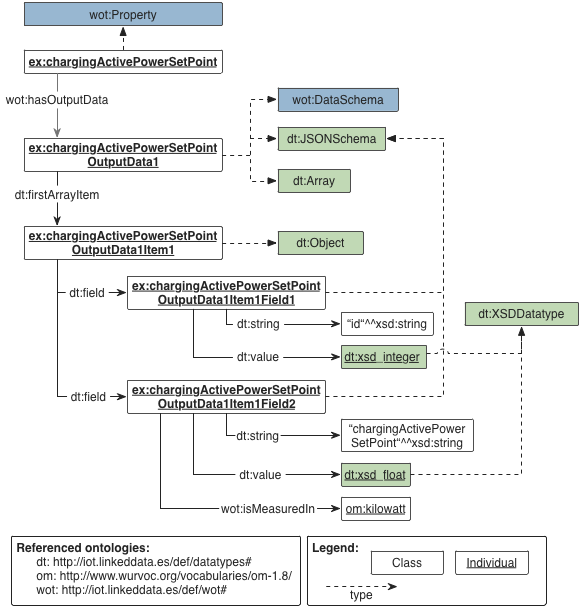 wot:Property
ex:chargingActivePowerSetPoint
wot:hasOutputData
wot:DataSchema
ex:chargingActivePowerSetPoint
OutputData1
dt:JSONSchema
dt:Array
dt:firstArrayItem
ex:chargingActivePowerSetPoint
OutputData1Item1
dt:Object
dt:field
ex:chargingActivePowerSetPoint
OutputData1Item1Field1
dt:XSDDatatype
dt:string
“id“^^xsd:string
dt:value
dt:xsd_integer
dt:field
ex:chargingActivePowerSetPoint
OutputData1Item1Field2
dt:string
“chargingActivePower
SetPoint“^^xsd:string
dt:value
dt:xsd_float
wot:isMeasuredIn
om:kilowatt
Referenced ontologies:
dt: http://iot.linkeddata.es/def/datatypes#
om: http://www.wurvoc.org/vocabularies/om-1.8/
wot: http://iot.linkeddata.es/def/wot#
Legend:
Class
Individual
type